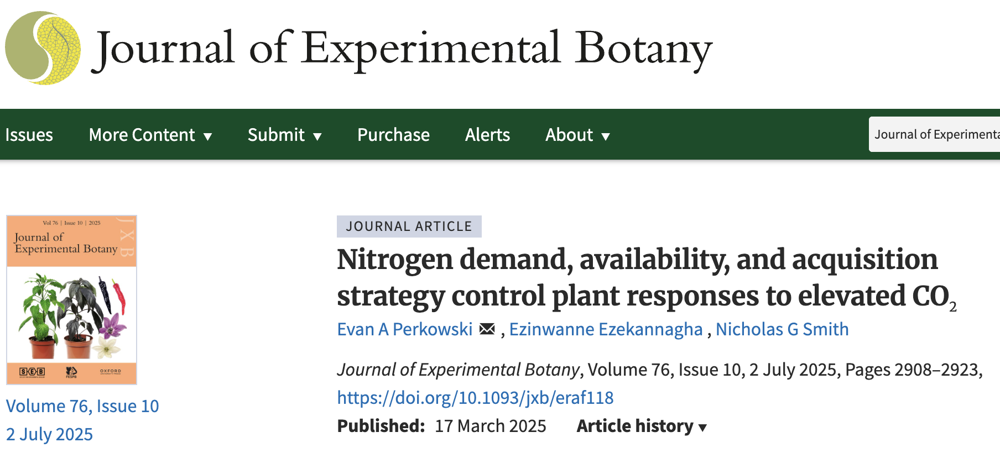 Journal of Experimental Botany
Issues
More Content ▼
Submit ▼
Purchase
Alerts
About ▼
Journal of Experimenta
Vol 76 | Issue 10 | 2025
JXB
Journal of
Experimental Botany
SEB
FESPB
OXFORD
UNIVERSITY PRESS
Volume 76, Issue 10
2 July 2025
JOURNAL ARTICLE
Nitrogen demand, availability, and acquisition
strategy control plant responses to elevated CO₂
Evan A Perkowski , Ezinwanne Ezekannagha , Nicholas G Smith
Journal of Experimental Botany, Volume 76, Issue 10, 2 July 2025, Pages 2908–2923,
https://doi.org/10.1093/jxb/eraf118
Published: 17 March 2025 Article history ▼